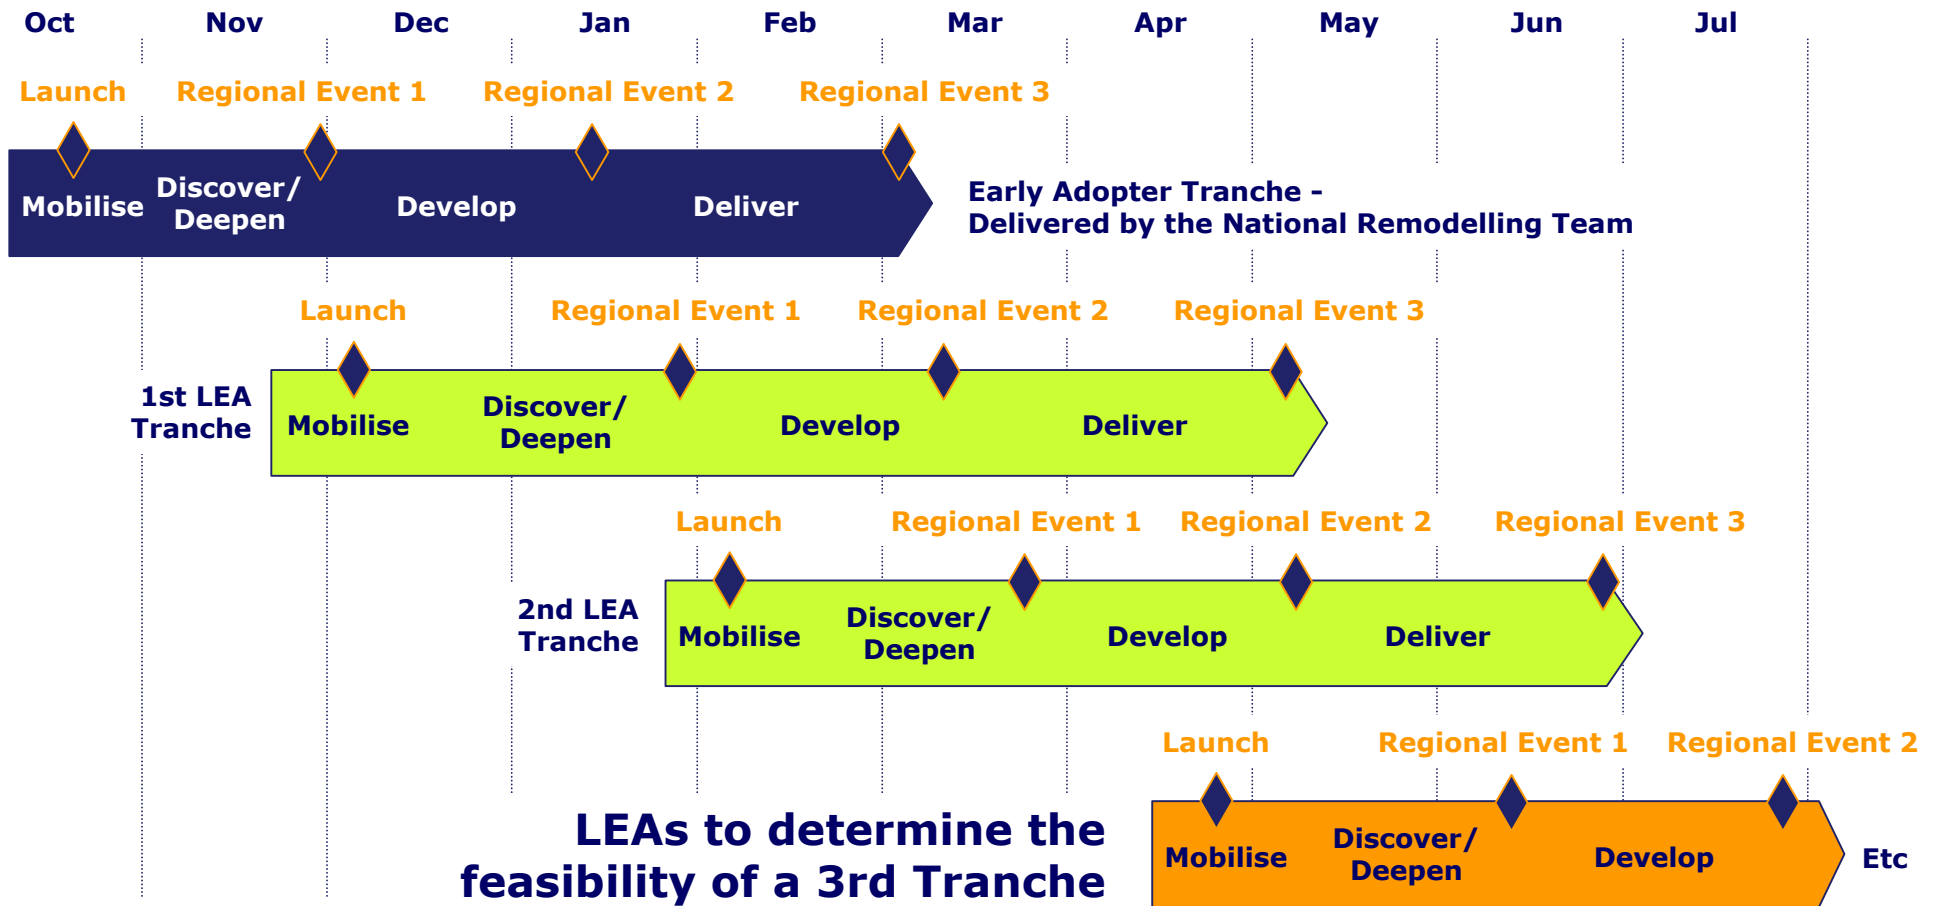 Oct Nov Dec Jan Feb Mar Apr May Jun Jul
Launch Regional Event 1 Regional Event 2 Regional Event 3
Mobilise
Discover/
Deepen
Develop
Deliver
Early Adopter Tranche -
Delivered by the National Remodelling Team
Launch Regional Event 1 Regional Event 2 Regional Event 3
1st LEA
Tranche
Mobilise
Discover/
Deepen
Develop
Deliver
Launch Regional Event 1 Regional Event 2 Regional Event 3
2nd LEA
Tranche
Mobilise
Discover/
Deepen
Develop
Deliver
Launch Regional Event 1 Regional Event 2
LEAs to determine the
feasibility of a 3rd Tranche
Mobilise
Discover/
Deepen
Develop
Etc